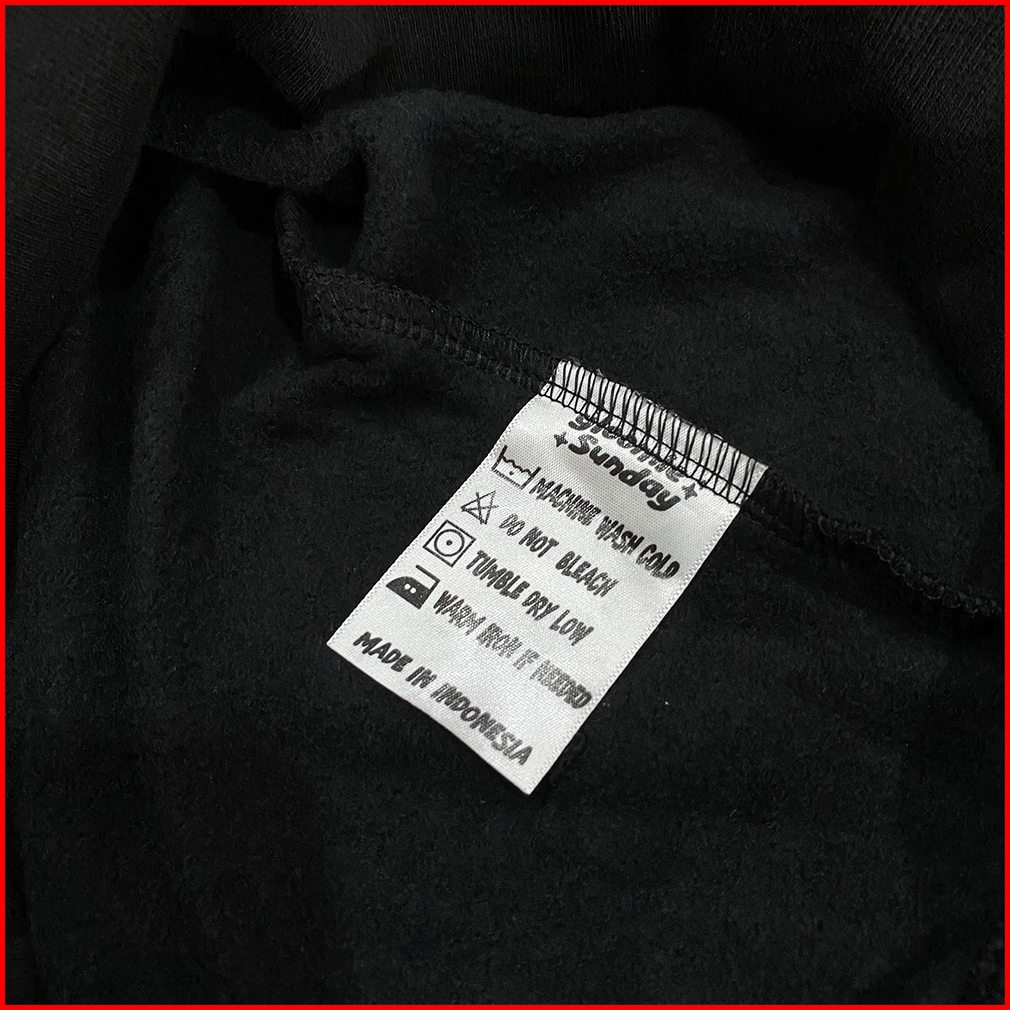 Sunday
MACHINE WASH COLD
DO NOT BLEACH
TUMBLE DRY LOW
WARM IRON IF NEEDED
MADE IN INDONESIA